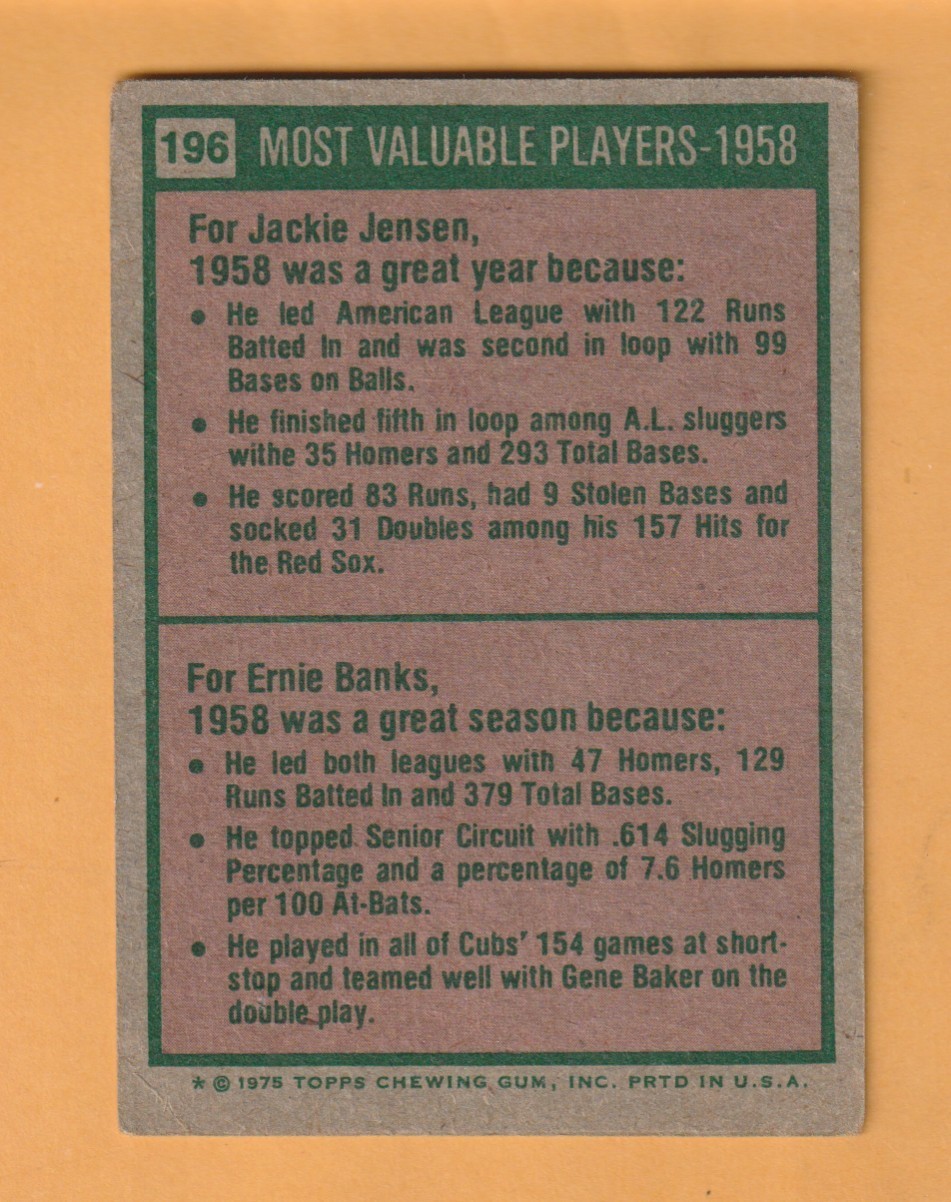 196 MOST VALUABLE PLAYERS-1958
For Jackie Jensen,
1958 was a great year because:
• He led American League with 122 Runs
Batted In and was second in loop with 99
Bases on Balls.
• He finished fifth in loop among A.L. sluggers
withe 35 Homers and 293 Total Bases.
• He scored 83 Runs, had 9 Stolen Bases and
socked 31 Doubles among his 157 Hits for
the Red Sox.
For Ernie Banks,
1958 was a great season because:
• He led both leagues with 47 Homers, 129
Runs Batted In and 379 Total Bases.
• He topped Senior Circuit with .614 Slugging
Percentage and a percentage of 7.6 Homers
per 100 At-Bats.
• He played in all of Cubs' 154 games at short-
stop and teamed well with Gene Baker on the
double play.
* © 1975 TOPPS CHEWING GUM, INC. PRTD IN U.S.A.